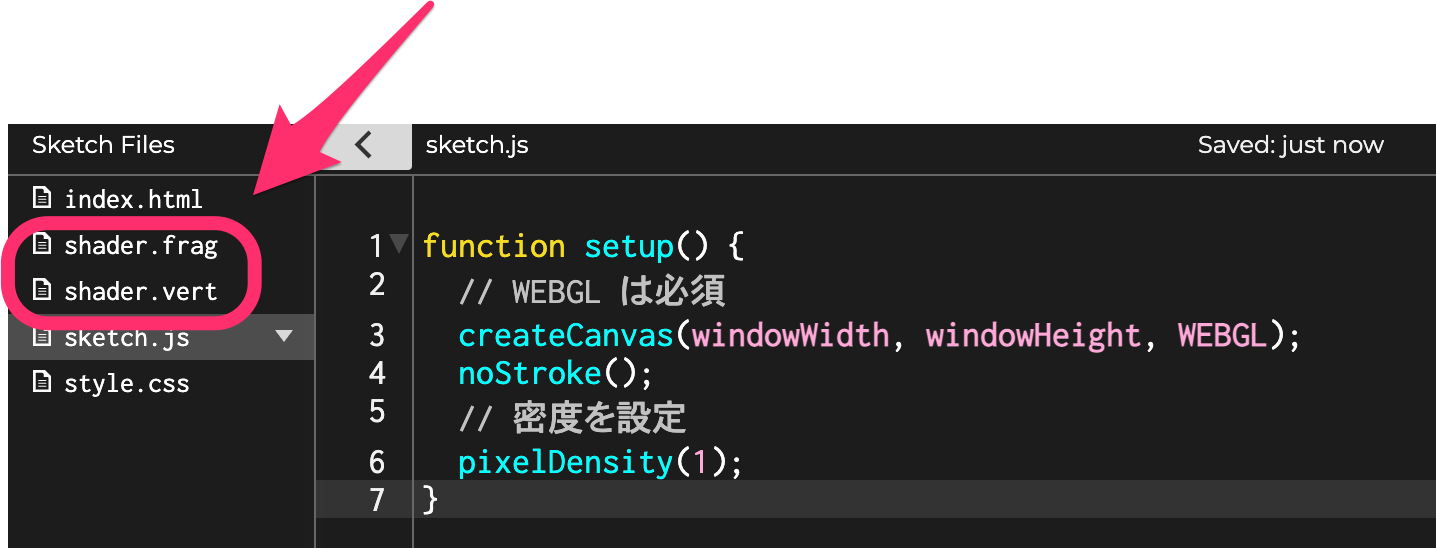 Sketch Files
sketch.js
Saved: just now
index.html
shader.frag
shader.vert
sketch.js
style.css
1 function setup() {
2 // WEBGL は必須
3 createCanvas(windowWidth, windowHeight, WEBGL);
4 noStroke();
5 // 密度を設定
6 pixelDensity(1);
7 }